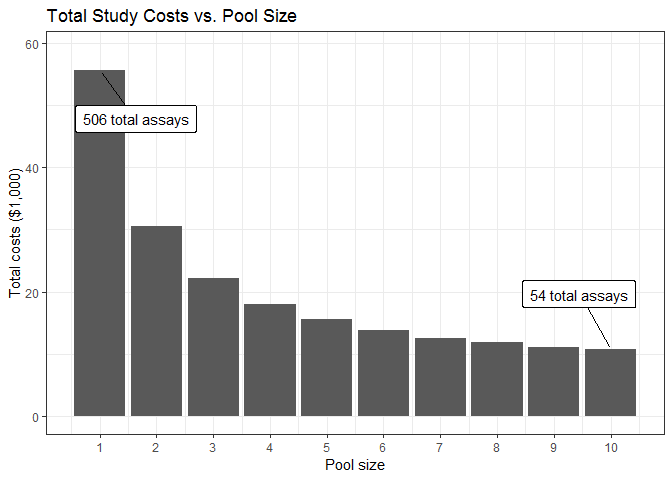 Total Study Costs vs. Pool Size
Total costs ($1,000)
60
40
20
0
506 total assays
54 total assays
1 2 3 4 5 6 7 8 9 10
Pool size